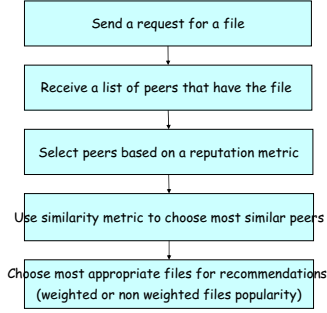 Send a request for a file
Receive a list of peers that have the file
Select peers based on a reputation metric
Use similarity metric to choose most similar peers
Choose most appropriate files for recommendations
(weighted or non weighted files popularity)